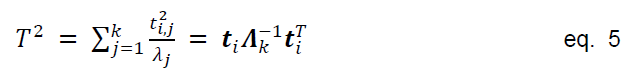 T² = ∑ⱼ₌₁ᵏ t²ᵢ,ⱼ/λⱼ = tᵢΛₖ⁻¹tᵢᵀ eq. 5